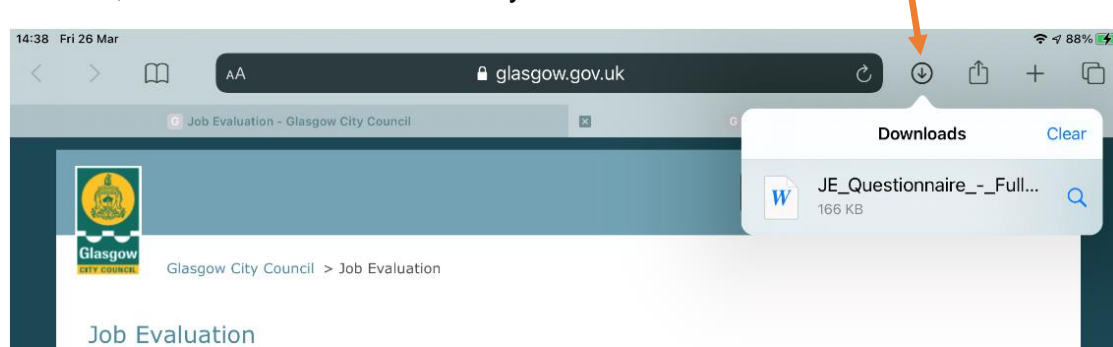 14:38 Fri 26 Mar
88%
AA
glasgow.gov.uk
Job Evaluation - Glasgow City Council
G
Downloads
Clear
W
JE_Questionnaire_-_Full...
166 KB
Glasgow
CITY COUNCIL
Glasgow City Council > Job Evaluation
Job Evaluation